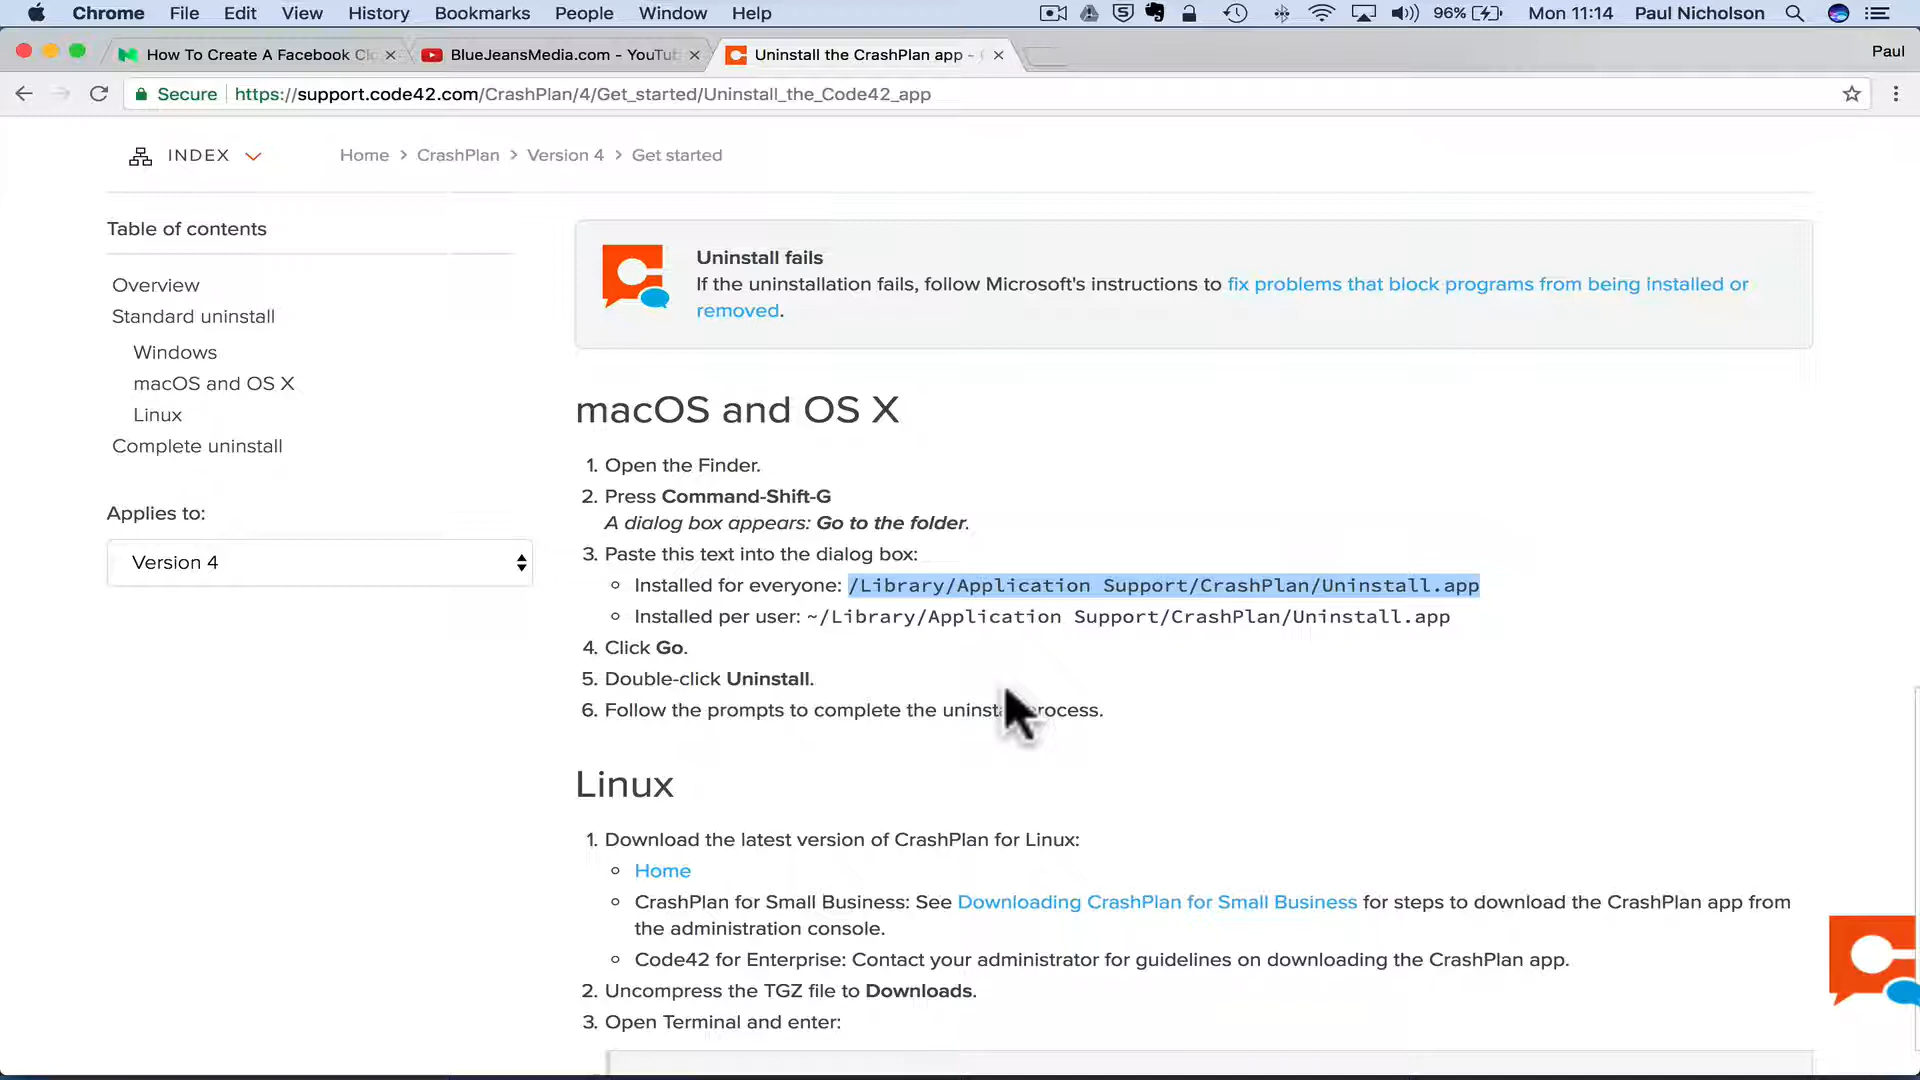 Chrome File Edit View History Bookmarks People Window Help 96% Mon 11:14 Paul Nicholson
How To Create A Facebook Clo BlueJeansMedia.com - YouTube Uninstall the CrashPlan app - Paul
Secure https://support.code42.com/CrashPlan/4/Get_started/Uninstall_the_Code42_app
INDEX Home > CrashPlan > Version 4 > Get started
Table of contents
Overview
Standard uninstall
Windows
macOS and OS X
Linux
Complete uninstall
Applies to:
Version 4
Uninstall fails
If the uninstallation fails, follow Microsoft's instructions to fix problems that block programs from being installed or
removed.
macOS and OS X
1. Open the Finder.
2. Press Command-Shift-G
A dialog box appears: Go to the folder.
3. Paste this text into the dialog box:
Installed for everyone: /Library/Application Support/CrashPlan/Uninstall.app
Installed per user: ~/Library/Application Support/CrashPlan/Uninstall.app
4. Click Go.
5. Double-click Uninstall.
6. Follow the prompts to complete the uninstall process.
Linux
1. Download the latest version of CrashPlan for Linux:
Home
CrashPlan for Small Business: See Downloading CrashPlan for Small Business for steps to download the CrashPlan app from
the administration console.
Code42 for Enterprise: Contact your administrator for guidelines on downloading the CrashPlan app.
2. Uncompress the TGZ file to Downloads.
3. Open Terminal and enter: